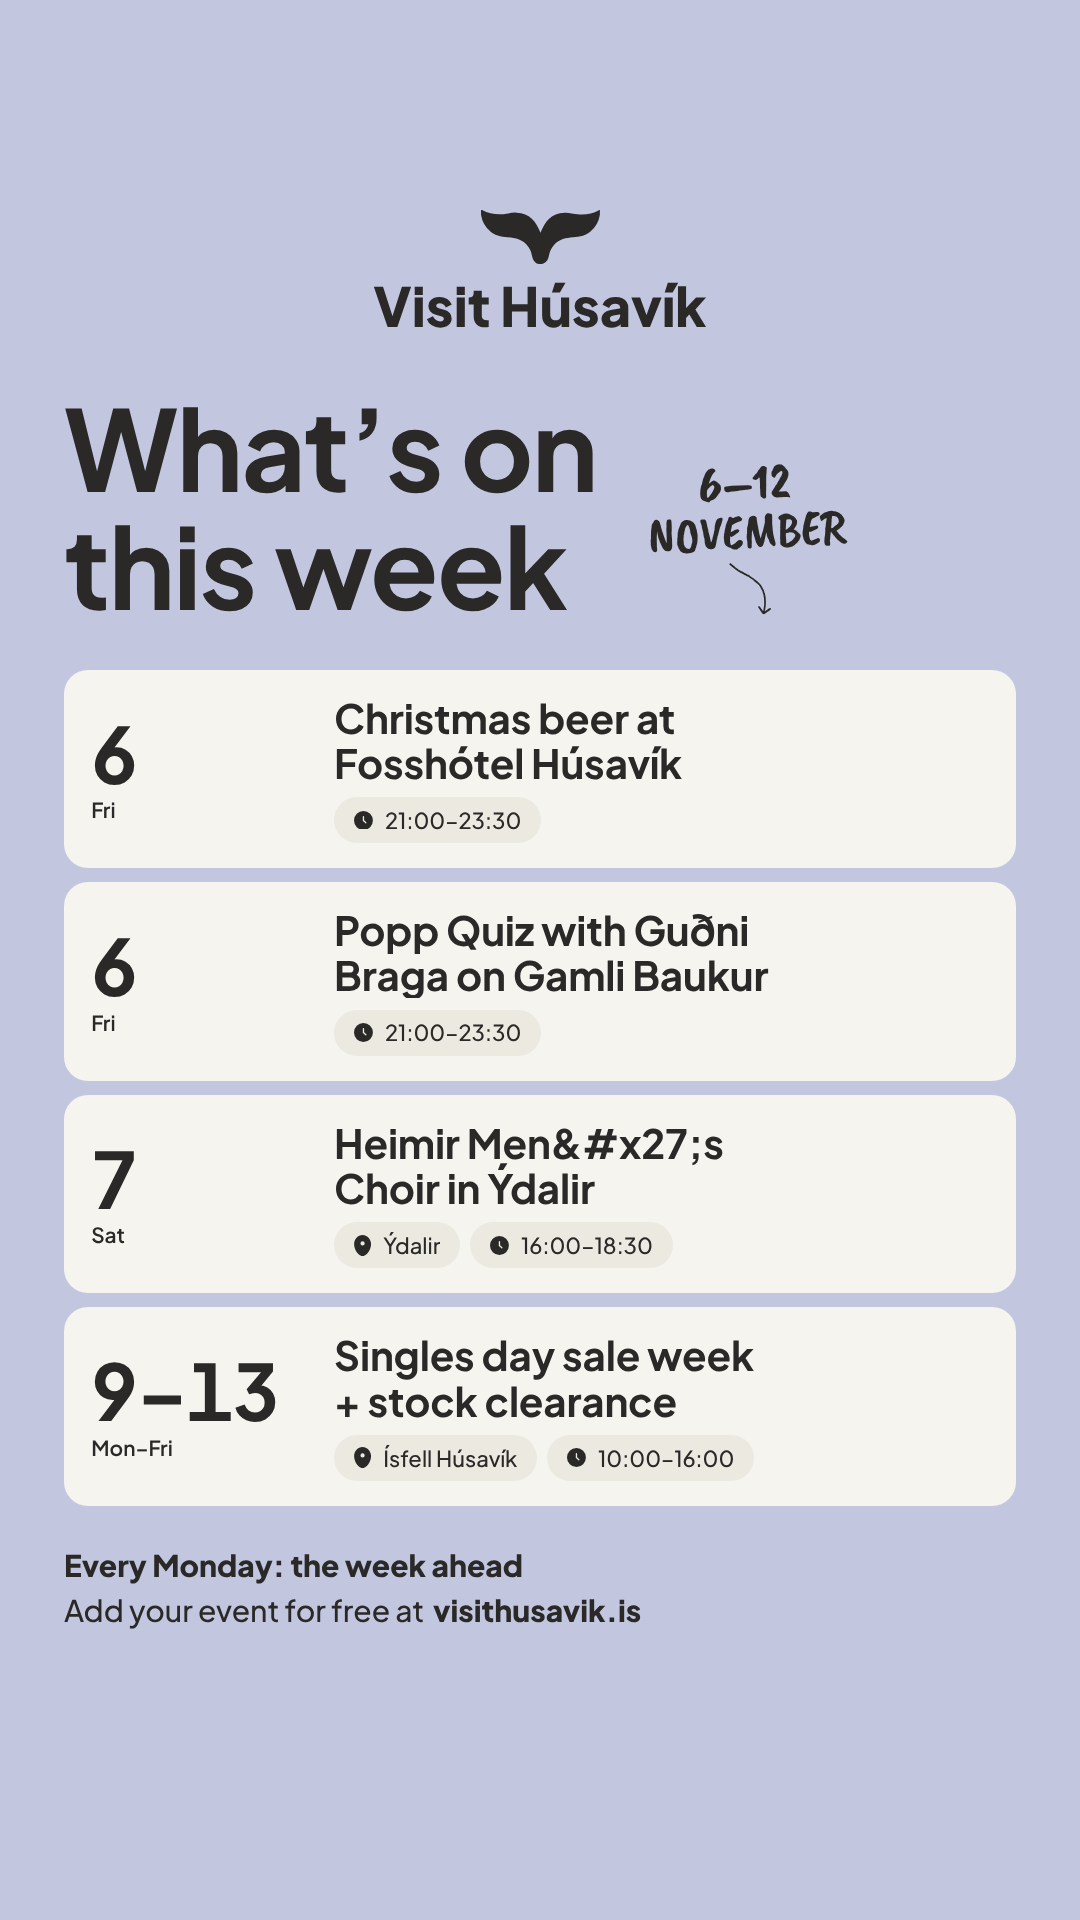 Visit Húsavík
What’s on
this week
6–12
NOVEMBER
6
Fri
Christmas beer at
Fosshótel Húsavík
21:00–23:30
6
Fri
Popp Quiz with Guðni
Braga on Gamli Baukur
21:00–23:30
7
Sat
Heimir Men&#x27;s
Choir in Ýdalir
Ýdalir
16:00–18:30
9–13
Mon–Fri
Singles day sale week
+ stock clearance
Ísfell Húsavík
10:00–16:00
Every Monday: the week ahead
Add your event for free at visithusavik.is